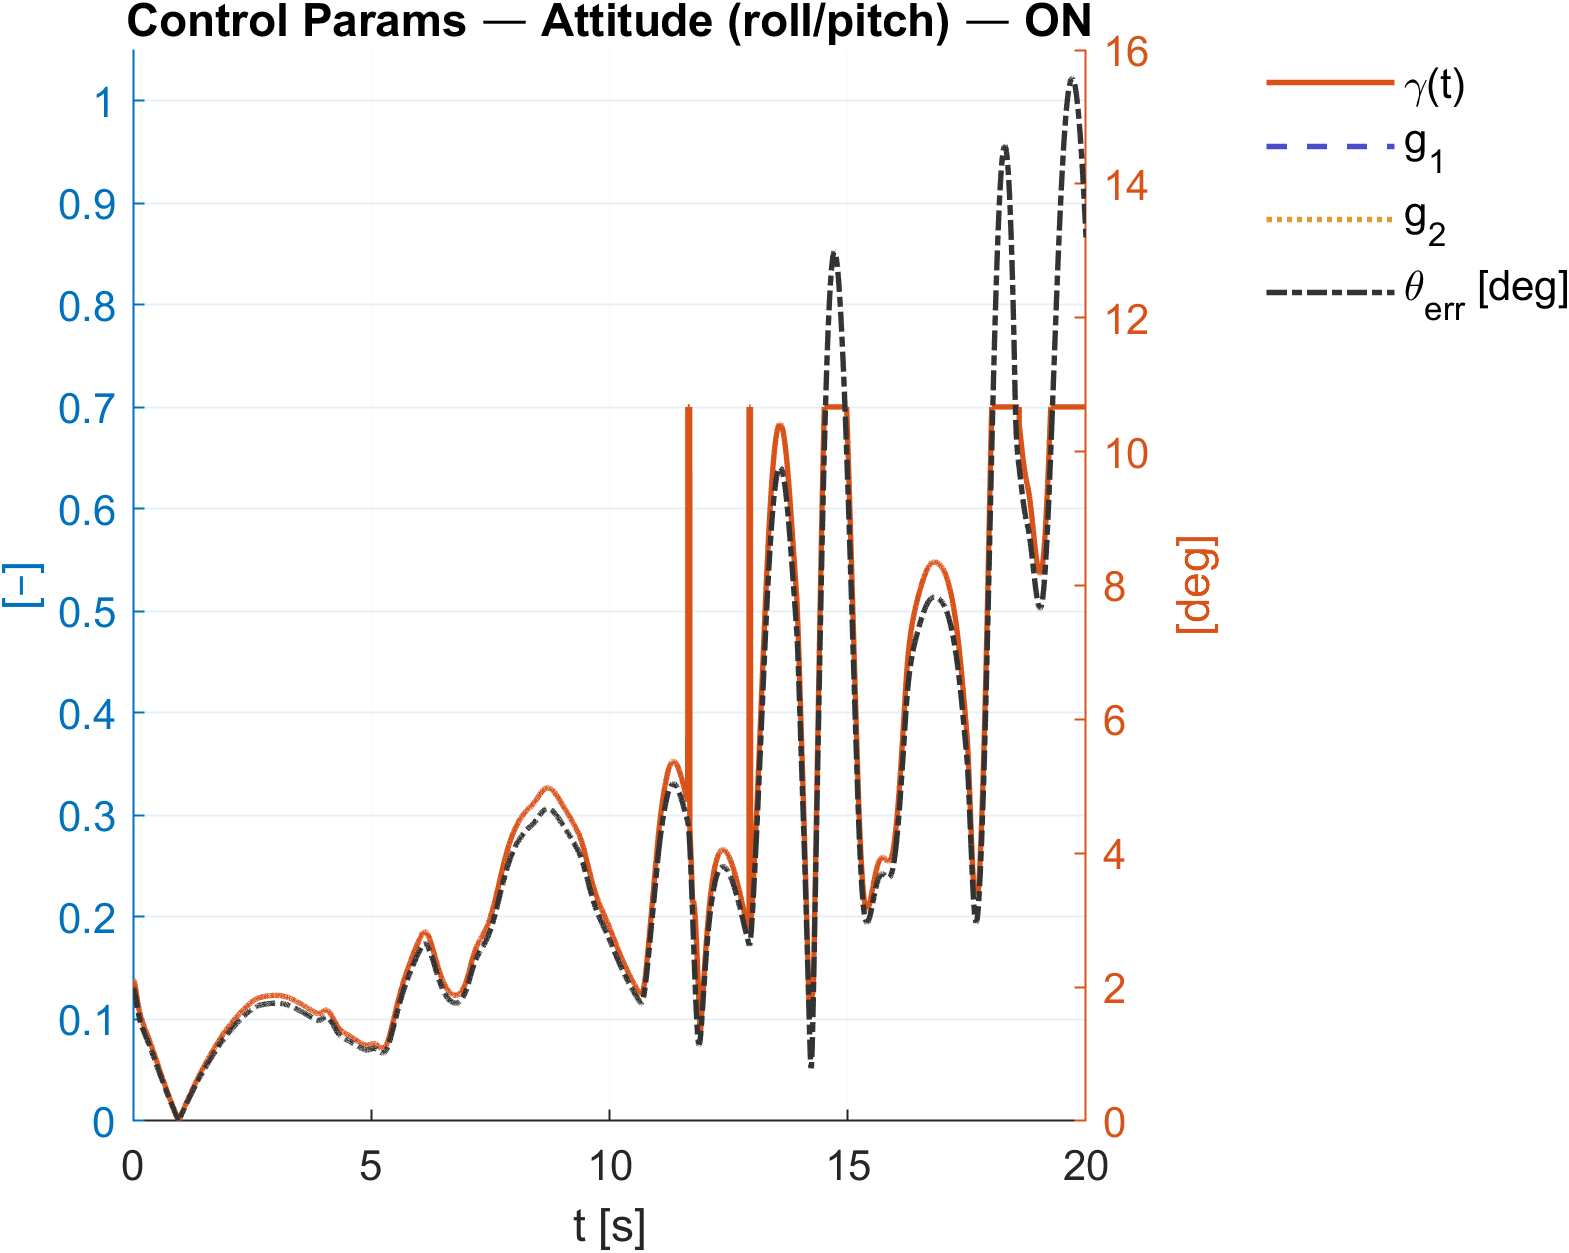 Control Params — Attitude (roll/pitch) — ON
1
0.9
0.8
0.7
0.6
0.5
0.4
0.3
0.2
0.1
0
[−]
16
14
12
10
8
6
4
2
0
[deg]
0 5 10 15 20
t [s]
γ(t)
g1
g2
θerr [deg]